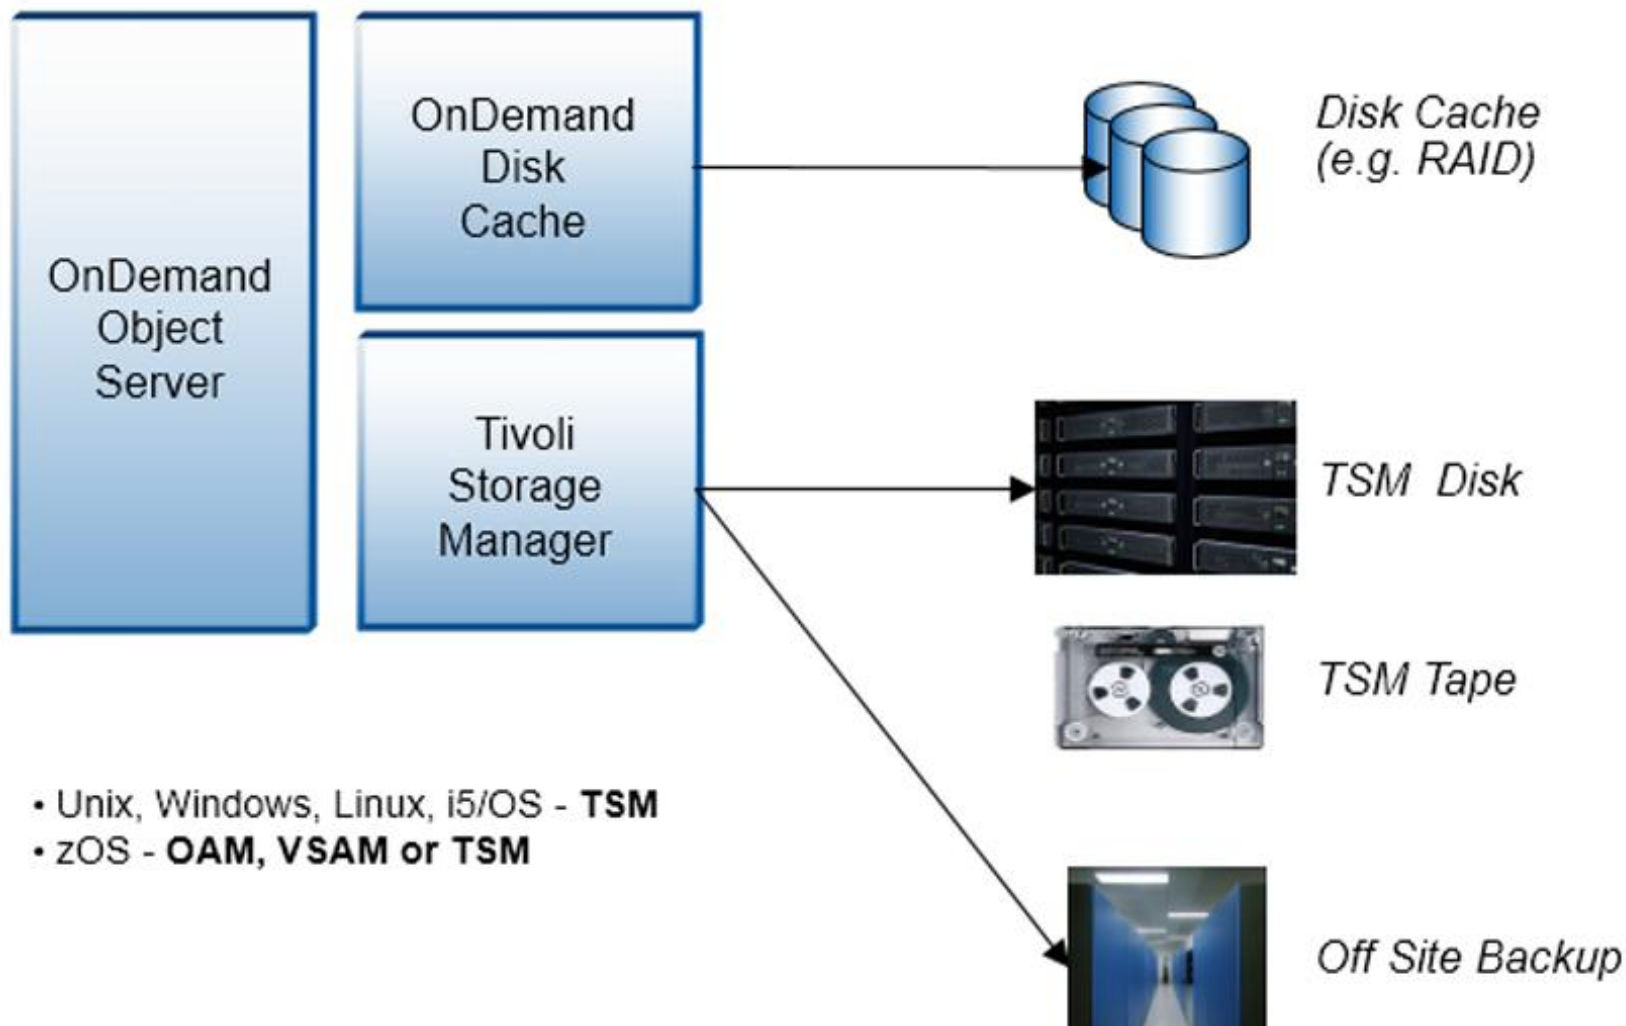 OnDemand
Object
Server
OnDemand
Disk
Cache
Tivoli
Storage
Manager
Disk Cache
(e.g. RAID)
TSM  Disk
TSM Tape
Off Site Backup
• Unix, Windows, Linux, i5/OS - TSM
• zOS - OAM, VSAM or TSM